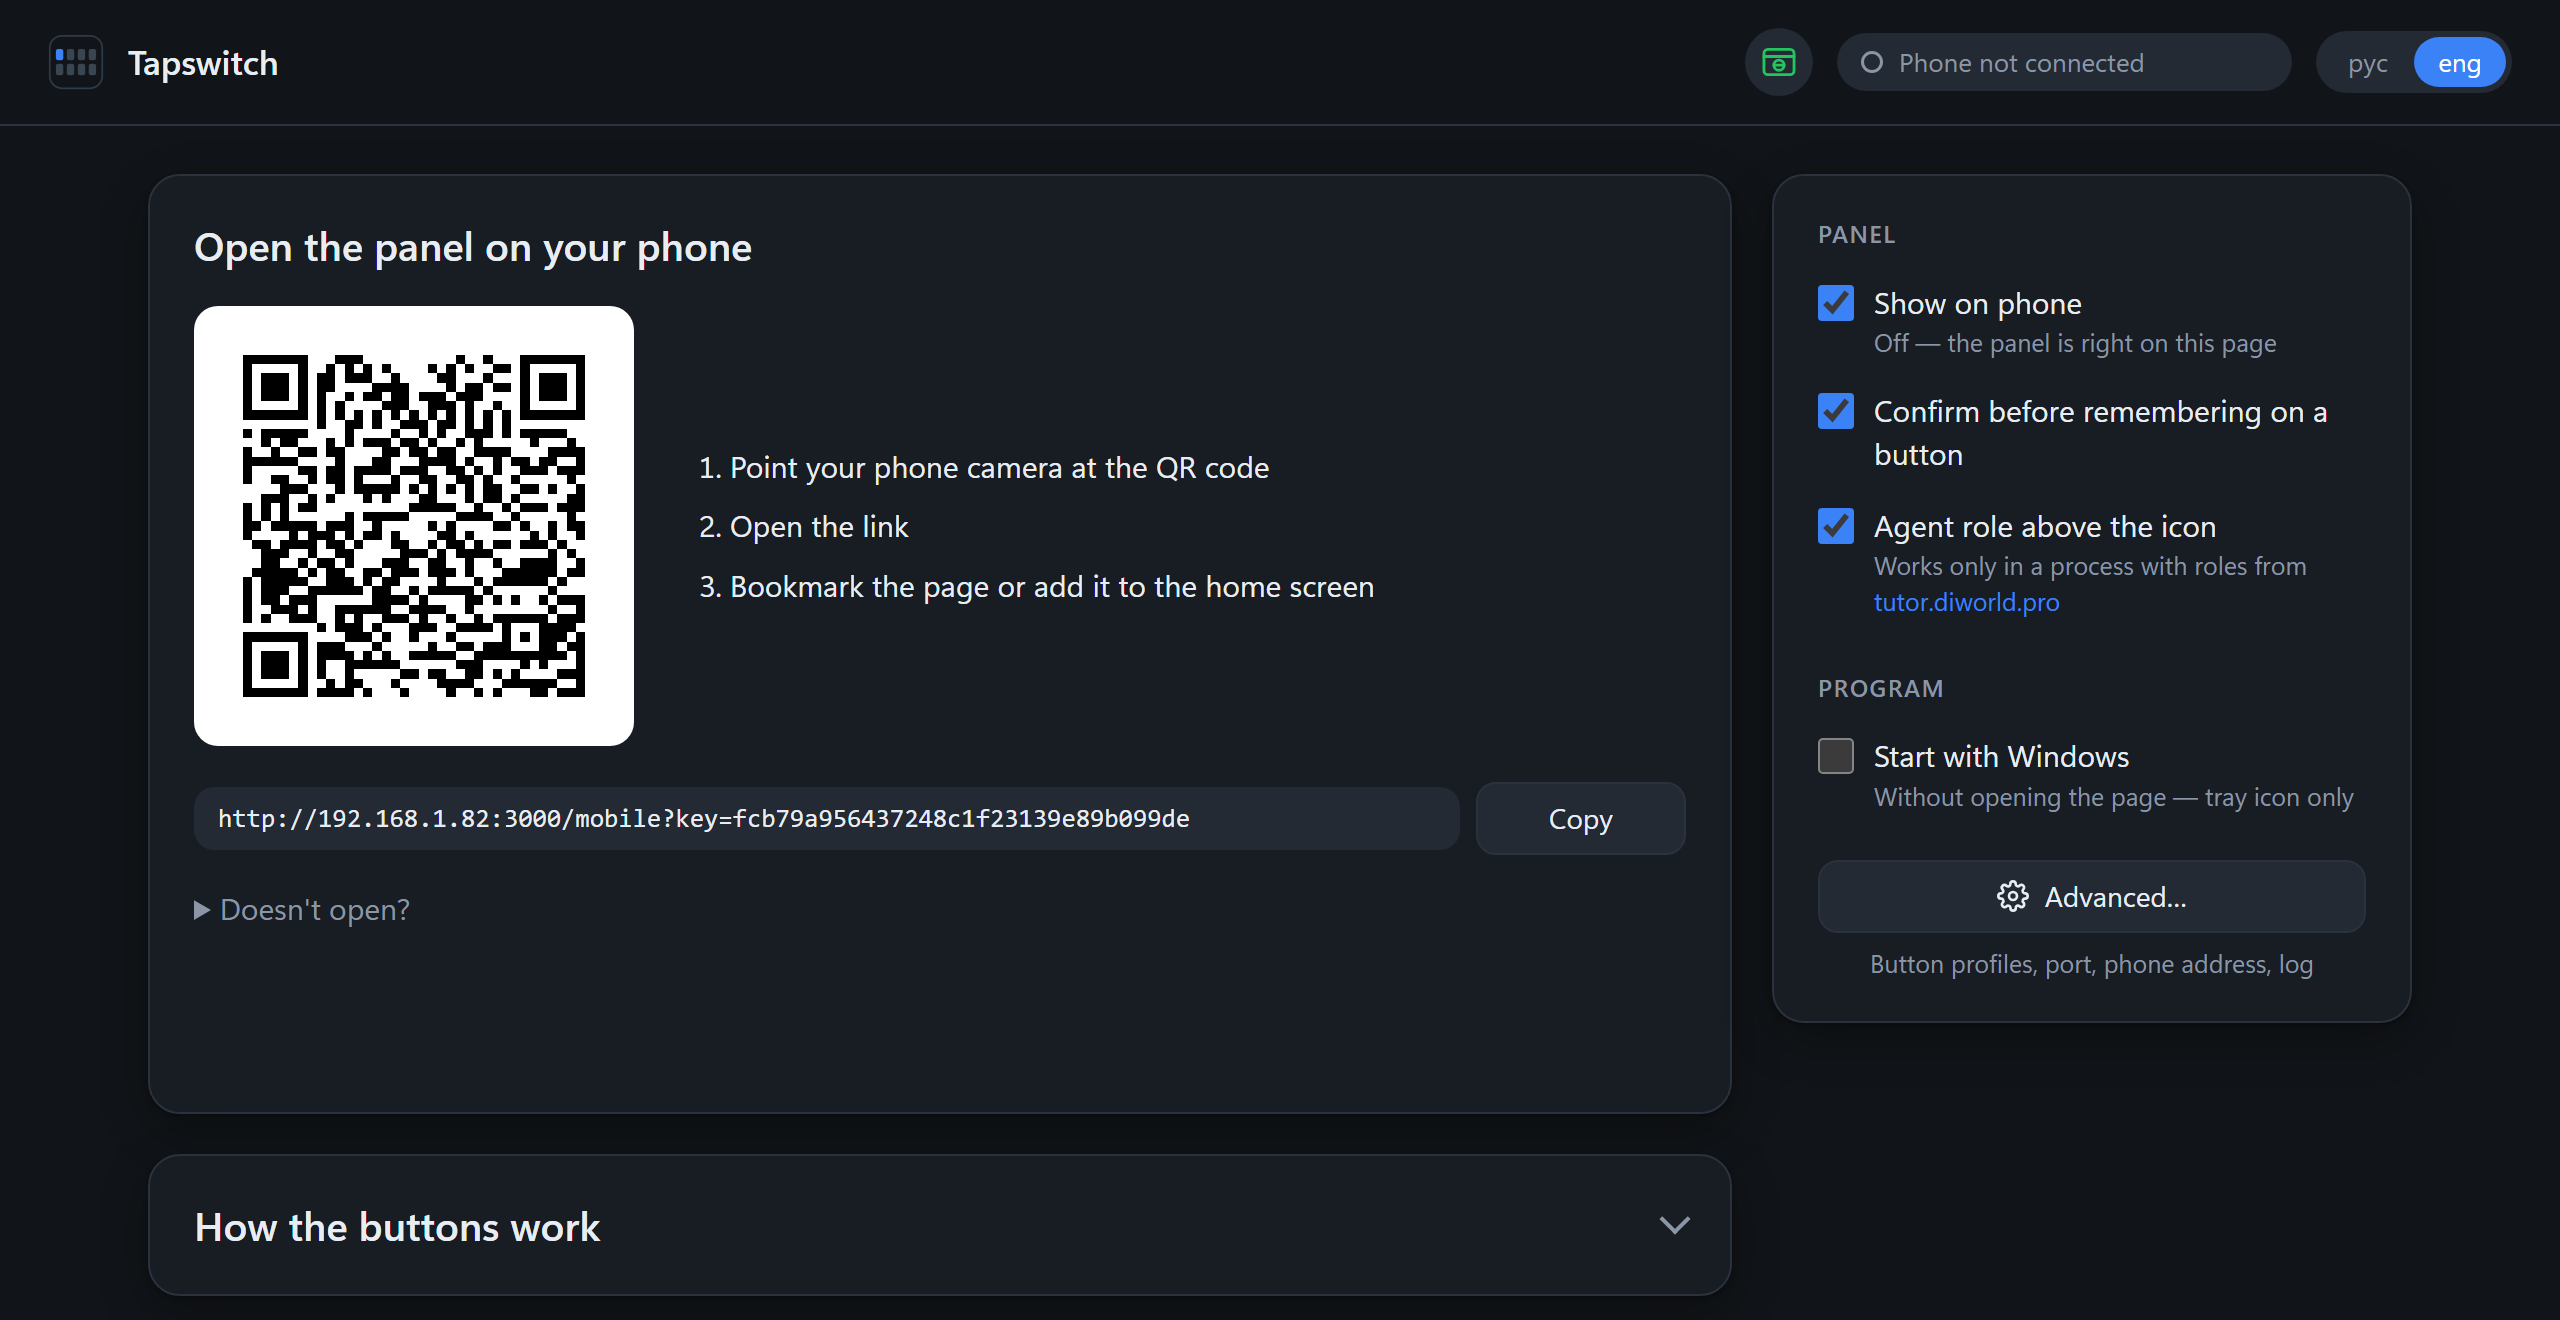 Tapswitch
Phone not connected
рус
eng
Open the panel on your phone
1. Point your phone camera at the QR code
2. Open the link
3. Bookmark the page or add it to the home screen
http://192.168.1.82:3000/mobile?key=fcb79a956437248c1f23139e89b099de
Copy
Doesn't open?
How the buttons work
PANEL
Show on phone
Off — the panel is right on this page
Confirm before remembering on a
button
Agent role above the icon
Works only in a process with roles from
tutor.diworld.pro
PROGRAM
Start with Windows
Without opening the page — tray icon only
Advanced...
Button profiles, port, phone address, log